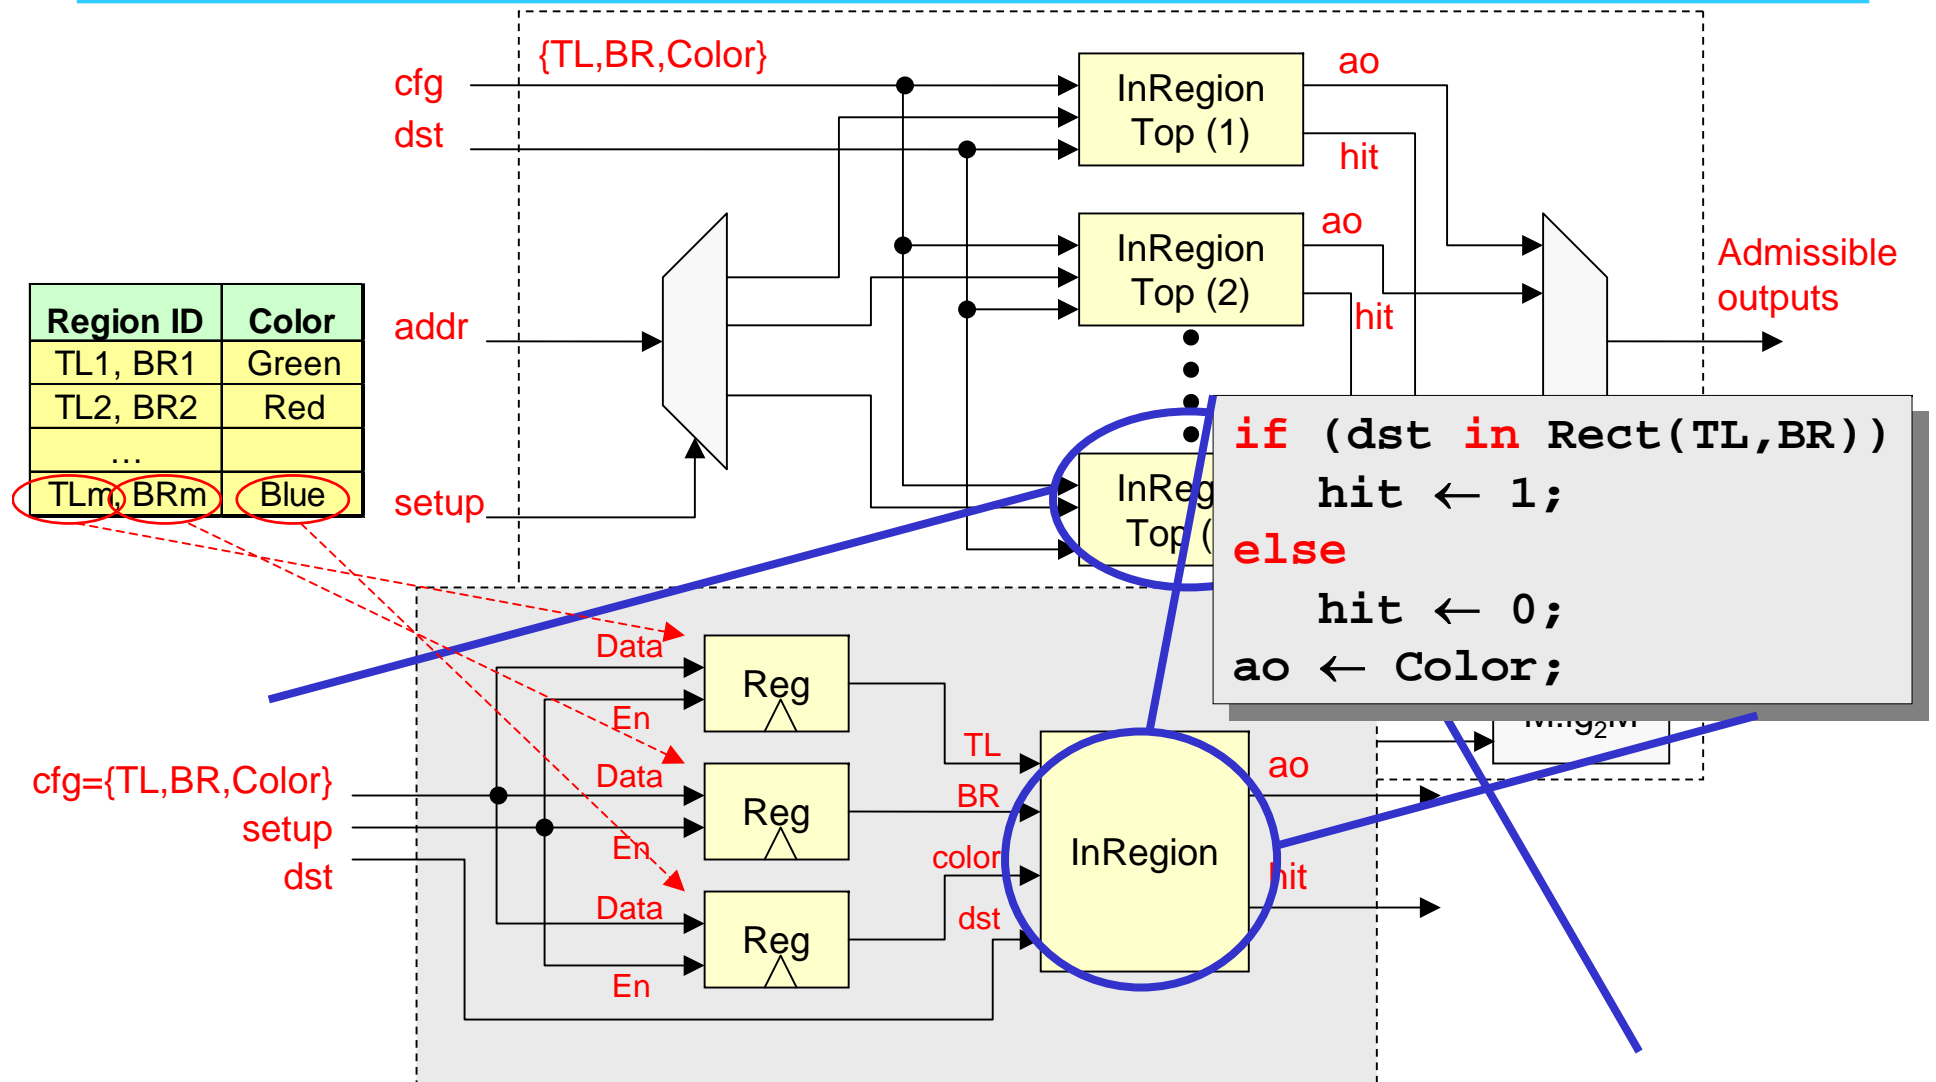 {TL,BR,Color}
cfg
dst
InRegion
Top (1)
ao
hit
InRegion
Top (2)
ao
hit
Admissible
outputs
addr
setup
Region ID Color
TL1, BR1 Green
TL2, BR2 Red
…
TLm, BRm Blue
InReg
Top (
if (dst in Rect(TL,BR))
hit ← 1;
else
hit ← 0;
ao ← Color;
Data
En
Reg
Data
En
Reg
Data
En
Reg
cfg={TL,BR,Color}
setup
dst
TL
BR
color
dst
InRegion
ao
hit